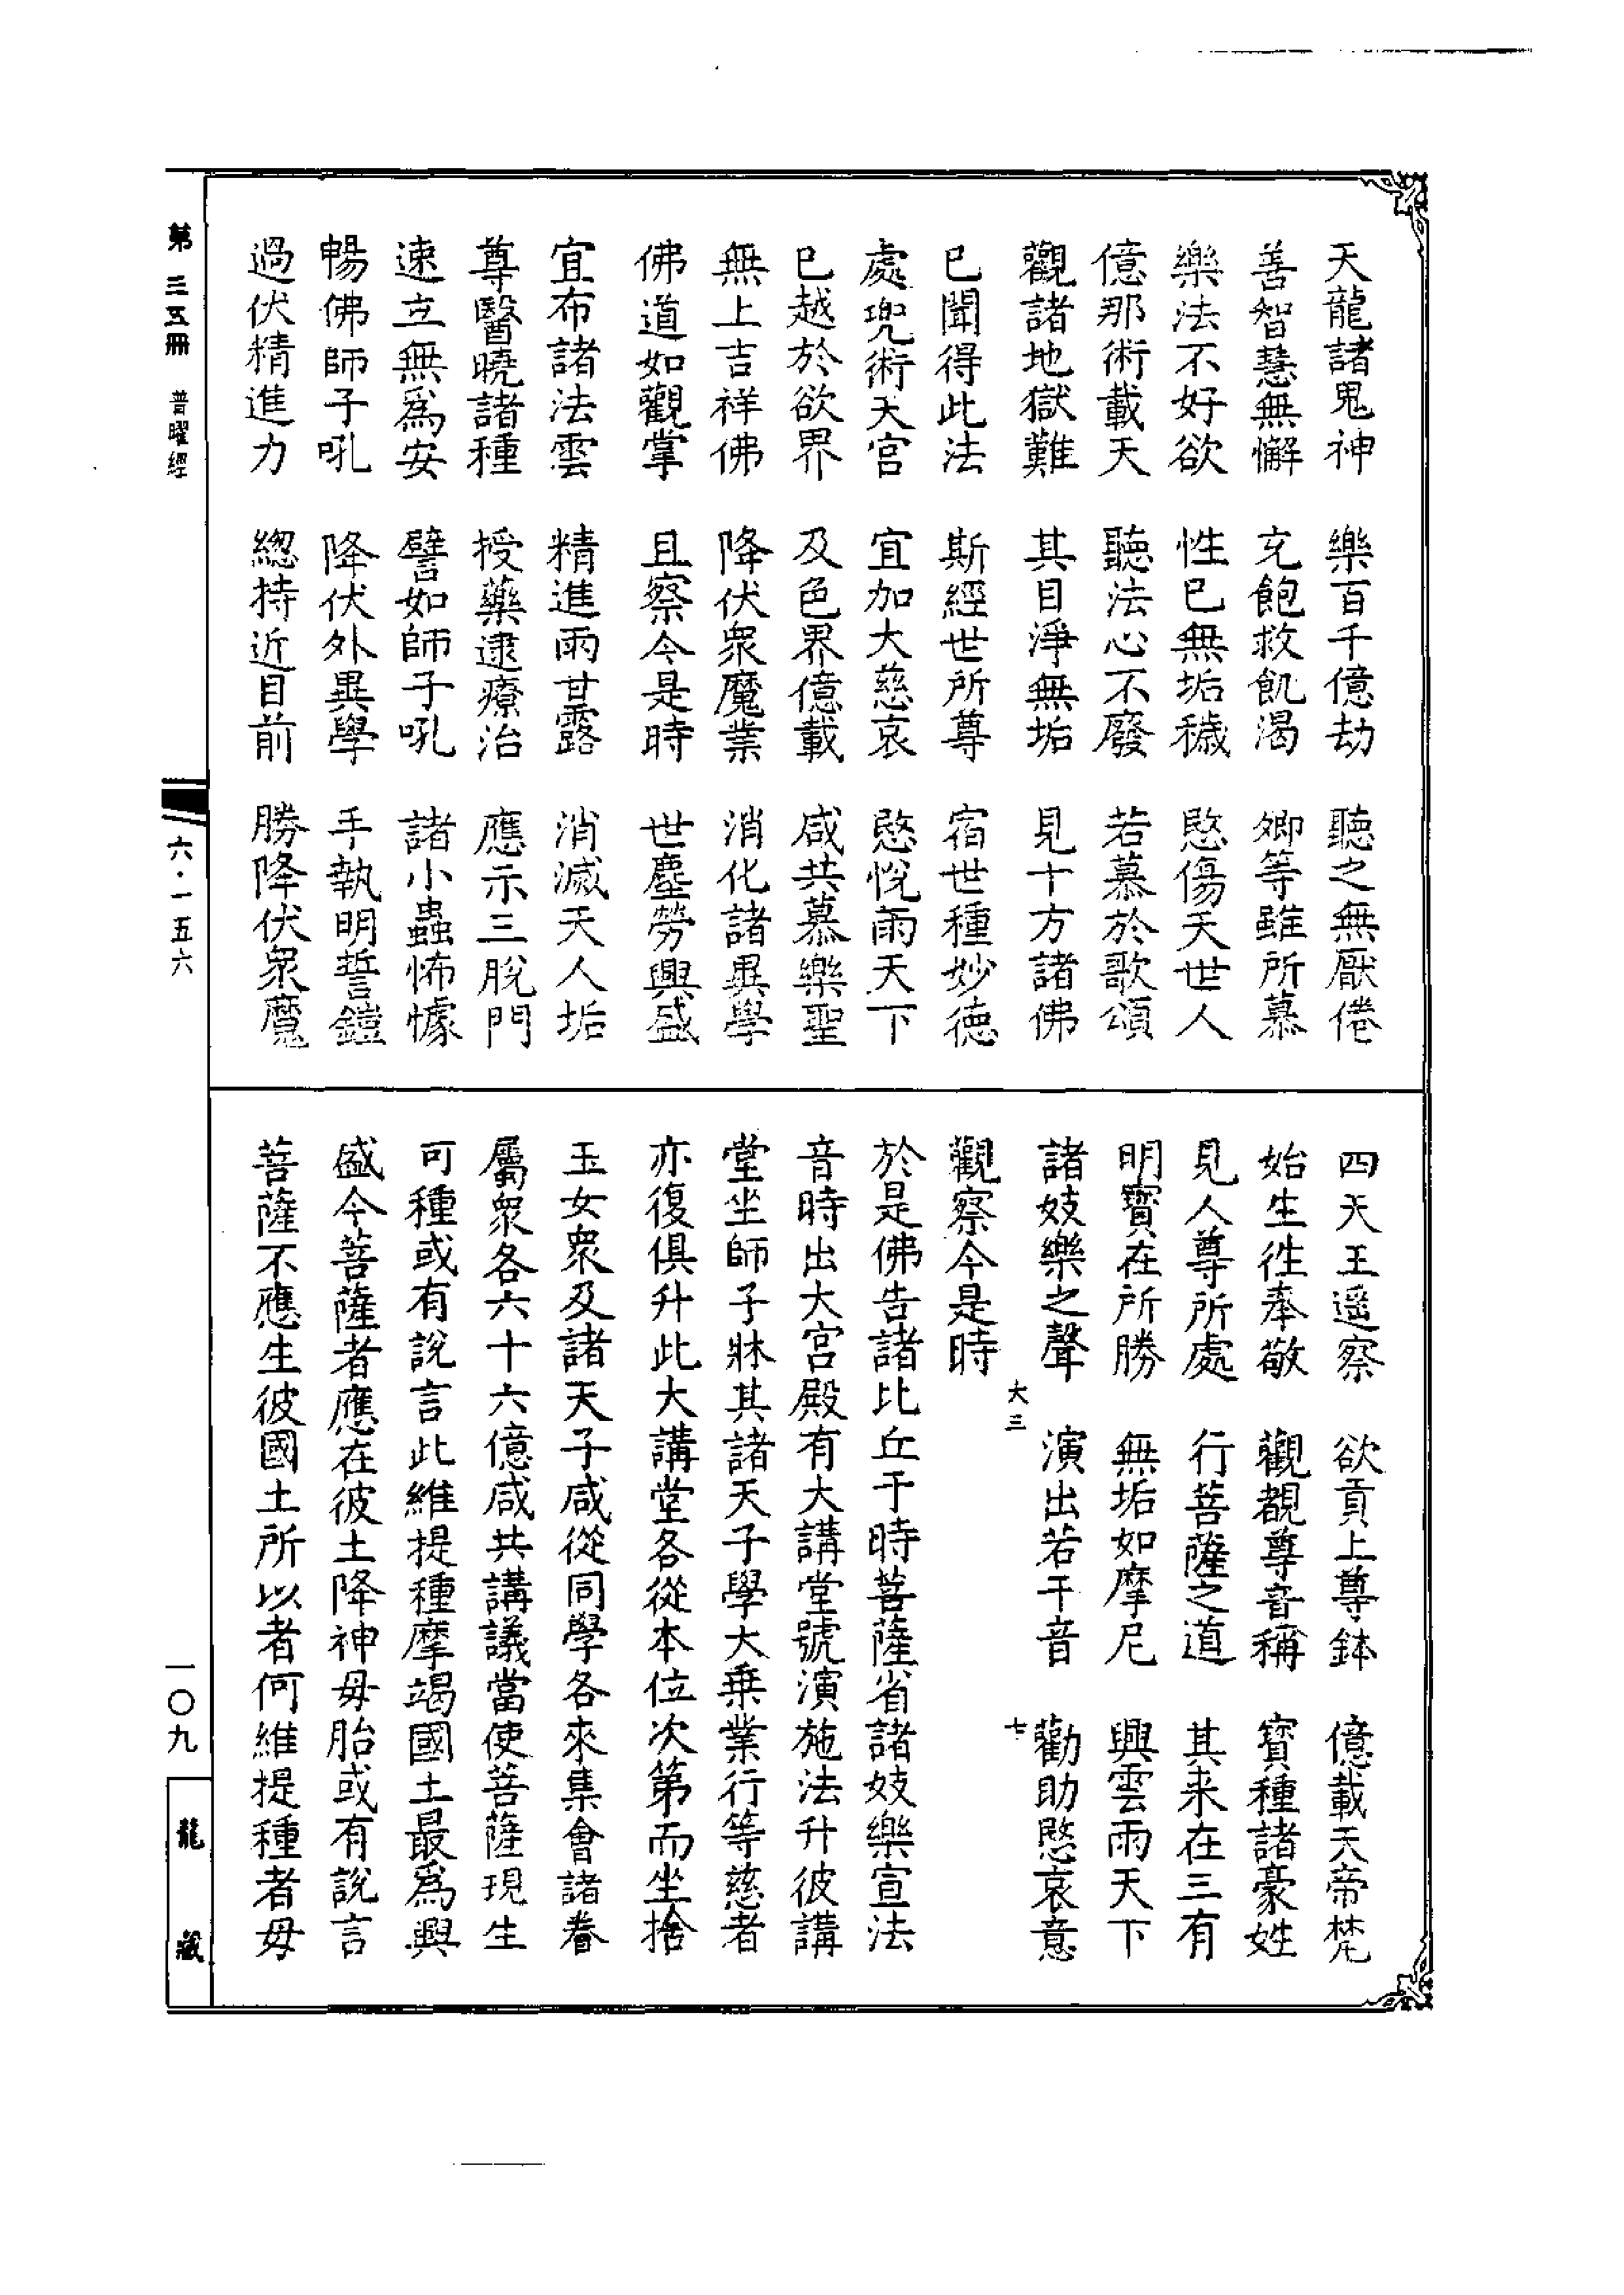 天龍諸鬼神　樂百千億劫　聽之無厭倦
善智慧無懈　充飽救飢渴　卿等雖所慕
樂法不好欲　性已無垢穢　愍傷天世人
億那術載天　聽法心不廢　若慕於歌頌
觀諸地獄難　其目淨無垢　見十方諸佛
已聞得此法　斯經世所尊　宿世種妙德
處兜術天宮　宜加大慈哀　愍悅雨天下
已越於欲界　及色界億載　咸共慕樂聖
無上吉祥佛　降伏眾魔業　消化諸異學
佛道如觀掌　且察今是時　世塵勞興盛
宜布諸法雲　精進雨甘露　消滅天人垢
尊醫曉諸種　授藥逮療治　應示三脫門
速立無為安　譬如師子吼　諸小蟲怖懅
暢佛師子吼　降伏外異學　手執明誓鎧
過伏精進力　總持近目前　勝降伏眾魔
四天王遥察　欲貢上尊鉢　億載天帝梵
始生往奉敬　觀覩尊音稱　寶種諸豪姓
見人尊所處　行菩薩之道　其来在三有
明寶在所勝　無垢如摩尼　興雲雨天下
諸妓樂之聲　演出若干音　勸助愍哀意
大三　七
觀察今是時
於是佛告諸比丘于時菩薩省諸妓樂宣法
音時出大宮殿有大講堂號演施法升彼講
堂坐師子牀其諸天子學大乘業行等慈者
亦復俱升此大講堂各從本位次第而坐捨
玉女眾及諸天子咸從同學各來集會諸眷
屬眾各六十六億咸共講議當使菩薩現生
可種或有說言此維提種摩竭國土最為興
盛今菩薩者應在彼土降神母胎或有說言
菩薩不應生彼國土所以者何維提種者母
第三五冊　普曜經
六·一五六
一〇九
龍藏